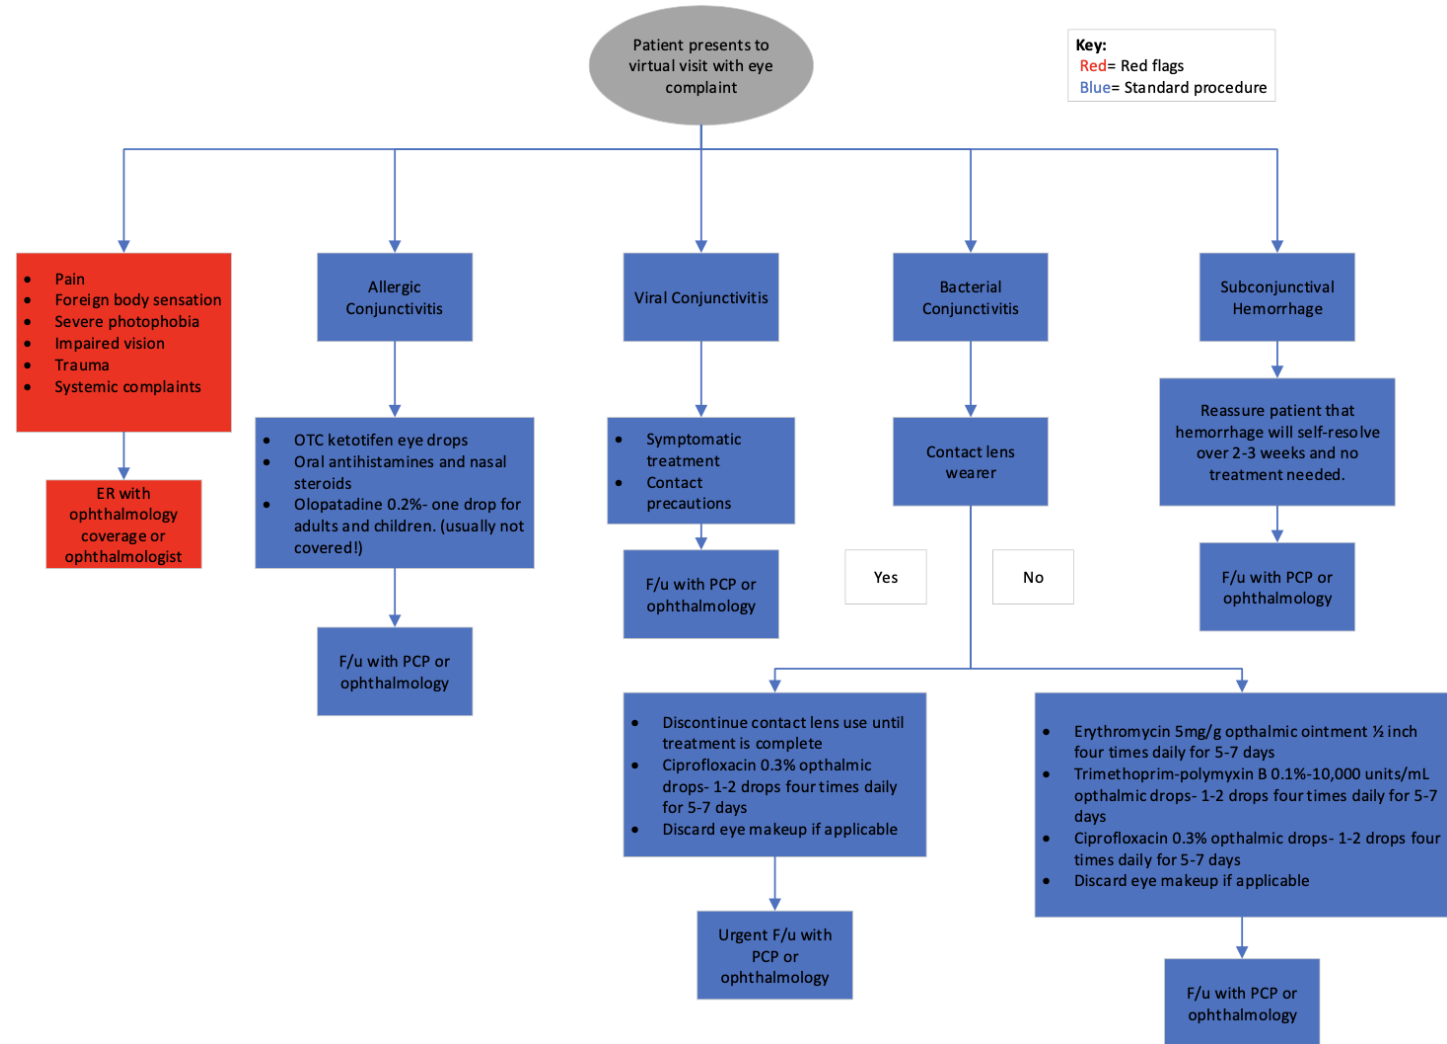 Patient presents to
virtual visit with eye
complaint
Key:
Red= Red flags
Blue= Standard procedure
• Pain
• Foreign body sensation
• Severe photophobia
• Impaired vision
• Trauma
• Systemic complaints
ER with
ophthalmology
coverage or
ophthalmologist
Allergic
Conjunctivitis
• OTC ketotifen eye drops
• Oral antihistamines and nasal
steroids
• Olopatadine 0.2%- one drop for
adults and children. (usually not
covered!)
F/u with PCP or
ophthalmology
Viral Conjunctivitis
• Symptomatic
treatment
• Contact
precautions
F/u with PCP or
ophthalmology
Bacterial
Conjunctivitis
Contact lens
wearer
Yes
No
• Discontinue contact lens use until
treatment is complete
• Ciprofloxacin 0.3% opthalmic
drops- 1-2 drops four times daily
for 5-7 days
• Discard eye makeup if applicable
Urgent F/u with
PCP or
ophthalmology
• Erythromycin 5mg/g opthalmic ointment ½ inch
four times daily for 5-7 days
• Trimethoprim-polymyxin B 0.1%-10,000 units/mL
opthalmic drops- 1-2 drops four times daily for 5-7
days
• Ciprofloxacin 0.3% opthalmic drops- 1-2 drops four
times daily for 5-7 days
• Discard eye makeup if applicable
F/u with PCP or
ophthalmology
Subconjunctival
Hemorrhage
Reassure patient that
hemorrhage will self-resolve
over 2-3 weeks and no
treatment needed.
F/u with PCP or
ophthalmology